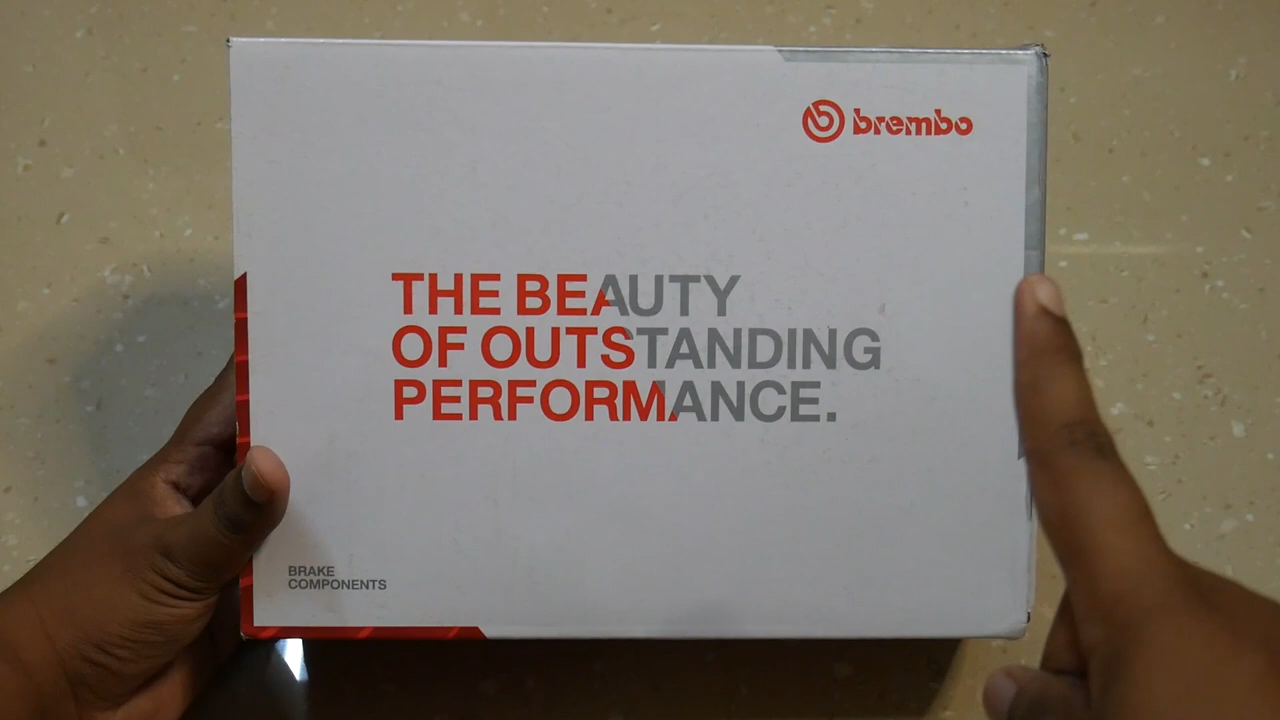 brembo
THE BEAUTY
OF OUTSTANDING
PERFORMANCE.
BRAKE
COMPONENTS